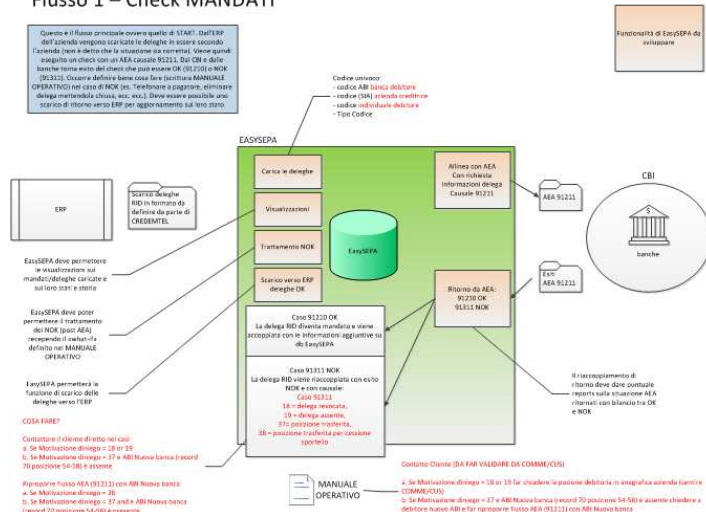 Flusso 1 – Check MANDATI
Questo è il flusso principale ovvero quello di START. Dall'ERP
dell'azienda vengono scaricate le deleghe in essere secondo
l'azienda (non è detto che la situazione sia corretta). Viene quindi
eseguito un check con un AEA causale 91211. Dal CBI e dalle
banche torna esito del check che può essere OK (91210) o NOK
(91311). Occorre definire bene cosa fare (scrittura MANUALE
OPERATIVO) nel caso di NOK (es. Telefonare a pagatore, eliminare
delega mettendola chiusa, ecc. ecc.). Deve essere possibile uno
scarico di ritorno verso ERP per aggiornamento sul loro stato
Funzionalità di EasySEPA da
sviluppare
Codice univoco:
- codice ABI banca debitore
- codice (SIA) azienda creditrice
- codice individuale debitore
- Tipo Codice
EASYSEPA
Carica le deleghe
Visualizzazioni
Trattamento NOK
Scarico verso ERP
deleghe OK
EasySEPA
Allinea con AEA
Con richiesta
informazioni delega
Causale 91211
AEA 91211
CBI
banche
Esiti
AEA 91211
Ritorno da AEA:
91210 OK
91311 NOK
ERP
Scarico deleghe
RID in formato da
definire da parte di
CREDEMTEL
EasySEPA deve permettere
le visualizzazioni sui
mandati/deleghe caricate e
sui loro stati e storia
EasySEPA deve poter
permettere il trattamento
dei NOK (post AEA)
recependo il «what-if»
definito nel MANUALE
OPERATIVO
EasySEPA permetterà la
funzione di scarico delle
deleghe verso l'ERP
Caso 91210 OK
La delega RID diventa mandato e viene
accoppiata con le informazioni aggiuntive su
db EasySEPA
Caso 91311 NOK
La delega RID viene riaccoppiata con esito
NOK e con causale:
Caso 91311
18 = delega revocata,
19 = delega assente,
37= posizione trasferita,
38 = posizione trasferita per cessione
sportello
Il riaccoppiamento di
ritorno deve dare puntuale
reports sulla situazione AEA
ritornati con bilancio tra OK
e NOK
COSA FARE?
Contattare il cliente diretto nei casi
a. Se Motivazione diniego = 18 or 19
b. Se Motivazione diniego = 37 e ABI Nuova banca (record
70 posizione 54-58) è assente
Riproporre flusso AEA (91211) con ABI Nuova banca
a. Se Motivazione diniego = 38
b. Se Motivazione diniego = 37 and e ABI Nuova banca
(record 70 posizione 54-58) è presente
MANUALE
OPERATIVO
Contatto Cliente (DA FAR VALIDARE DA COMME/CUS)
a. Se Motivazione diniego = 18 or 19 far chiudere la pozione debitoria in anagrafica azienda (sentire
COMME/CUS)
b. Se Motivazione diniego = 37 e ABI Nuova banca (record 70 posizione 54-58) è assente chiedere a
debitore nuovo ABI e far riproporre flusso AEA (91211) con ABI Nuova banca